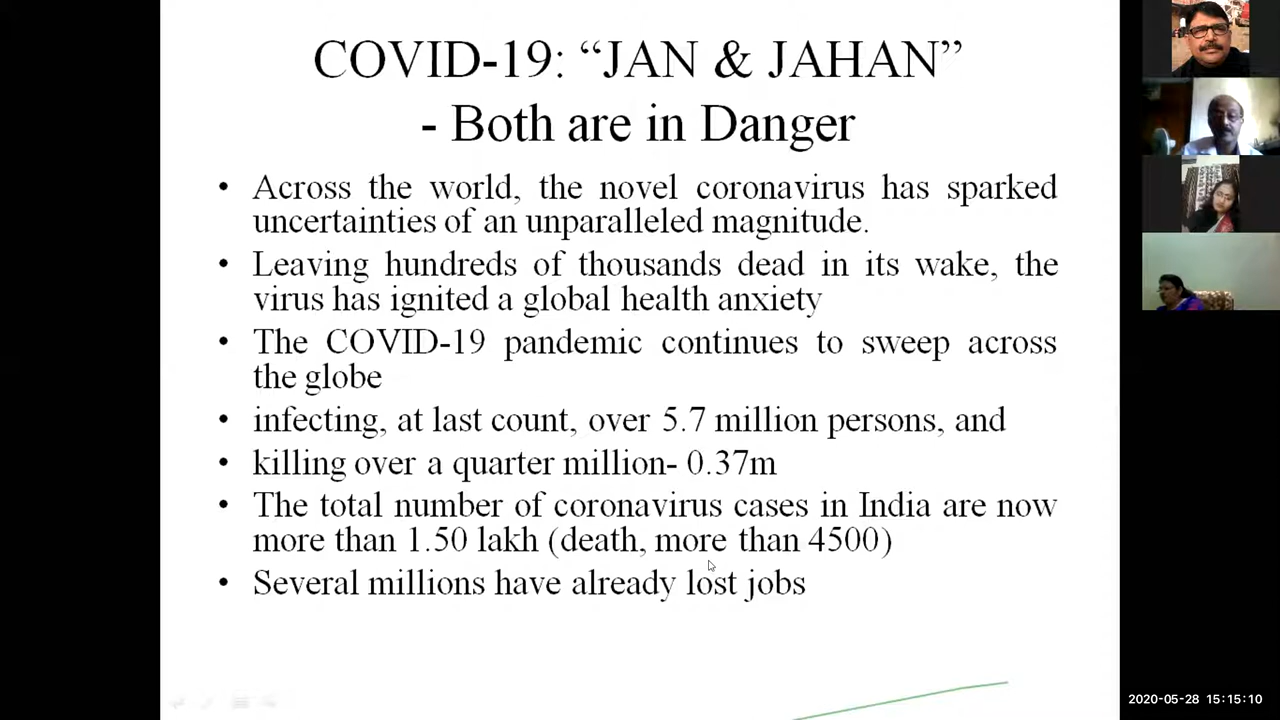 COVID-19: “JAN & JAHAN”
- Both are in Danger
• Across the world, the novel coronavirus has sparked
uncertainties of an unparalleled magnitude.
• Leaving hundreds of thousands dead in its wake, the
virus has ignited a global health anxiety
• The COVID-19 pandemic continues to sweep across
the globe
• infecting, at last count, over 5.7 million persons, and
• killing over a quarter million- 0.37m
• The total number of coronavirus cases in India are now
more than 1.50 lakh (death, more than 4500)
• Several millions have already lost jobs
2020-05-28 15:15:10